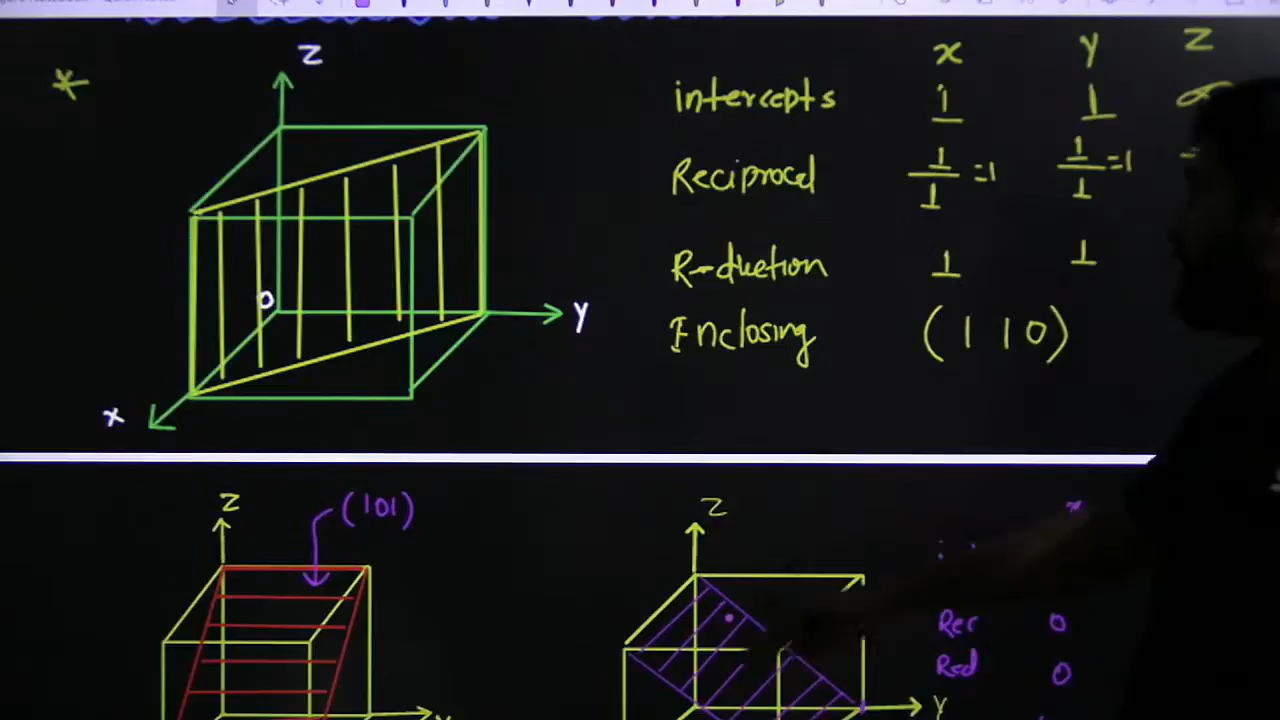 *
Z
O
y
x
x y z
intercepts 1 1 ∝
Reciprocal 1/1 =1 1/1 =1
R-duction 1 1
Enclosing (1 1 0)
Z
(101)
Z
x
y
Rec 0
Red 0